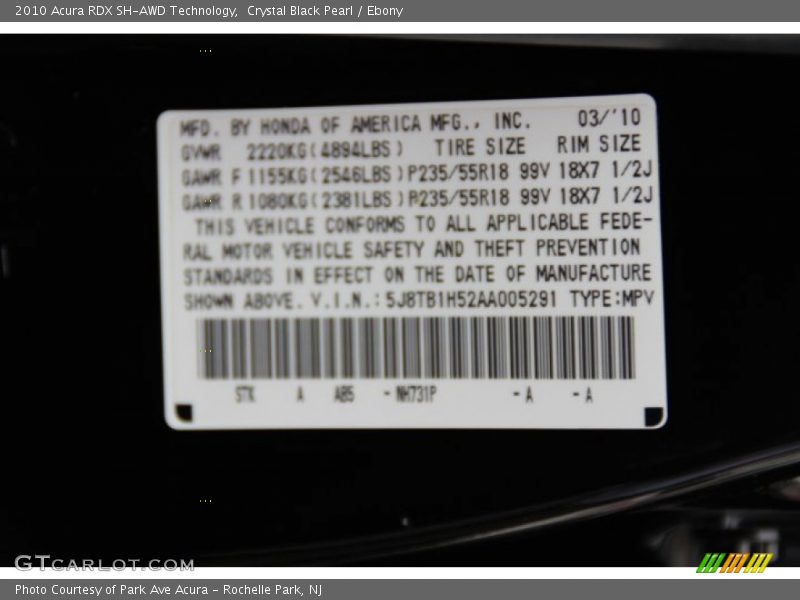 2010 Acura RDX SH-AWD Technology,  Crystal Black Pearl / Ebony
MFD. BY HONDA OF AMERICA MFG., INC. 03/'10
GVWR 2220KG(4894LBS) TIRE SIZE RIM SIZE
GAWR F 1155KG(2546LBS) P235/55R18 99V 18X7 1/2J
GAWR R 1080KG(2381LBS) P235/55R18 99V 18X7 1/2J
THIS VEHICLE CONFORMS TO ALL APPLICABLE FEDE-
RAL MOTOR VEHICLE SAFETY AND THEFT PREVENTION
STANDARDS IN EFFECT ON THE DATE OF MANUFACTURE
SHOWN ABOVE. V.I.N.: 5J8TB1H52AA005291 TYPE:MPV
STK A AB5 - NH731P - A - A
GTCARLOT.COM
Photo Courtesy of Park Ave Acura - Rochelle Park, NJ